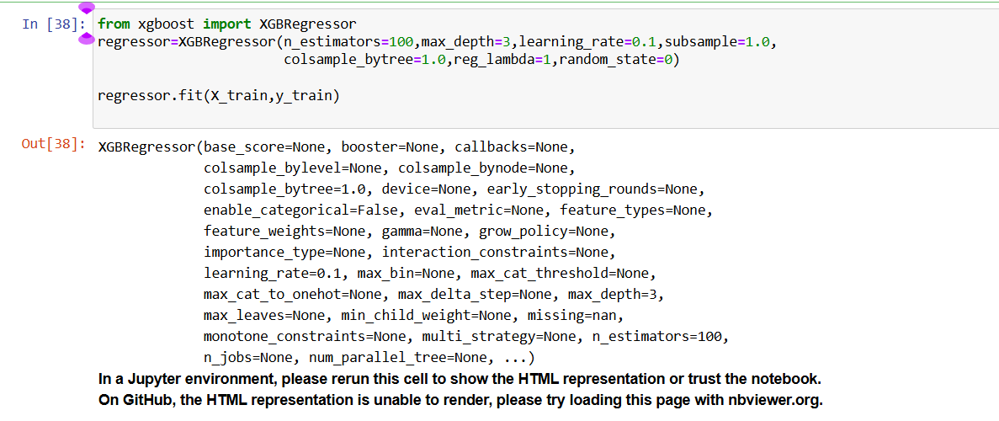 In [38]: from xgboost import XGBRegressor
regressor=XGBRegressor(n_estimators=100,max_depth=3,learning_rate=0.1,subsample=1.0,
colsample_bytree=1.0,reg_lambda=1,random_state=0)
regressor.fit(X_train,y_train)
Out[38]: XGBRegressor(base_score=None, booster=None, callbacks=None,
colsample_bylevel=None, colsample_bynode=None,
colsample_bytree=1.0, device=None, early_stopping_rounds=None,
enable_categorical=False, eval_metric=None, feature_types=None,
feature_weights=None, gamma=None, grow_policy=None,
importance_type=None, interaction_constraints=None,
learning_rate=0.1, max_bin=None, max_cat_threshold=None,
max_cat_to_onehot=None, max_delta_step=None, max_depth=3,
max_leaves=None, min_child_weight=None, missing=nan,
monotone_constraints=None, multi_strategy=None, n_estimators=100,
n_jobs=None, num_parallel_tree=None, ...)
In a Jupyter environment, please rerun this cell to show the HTML representation or trust the notebook.
On GitHub, the HTML representation is unable to render, please try loading this page with nbviewer.org.